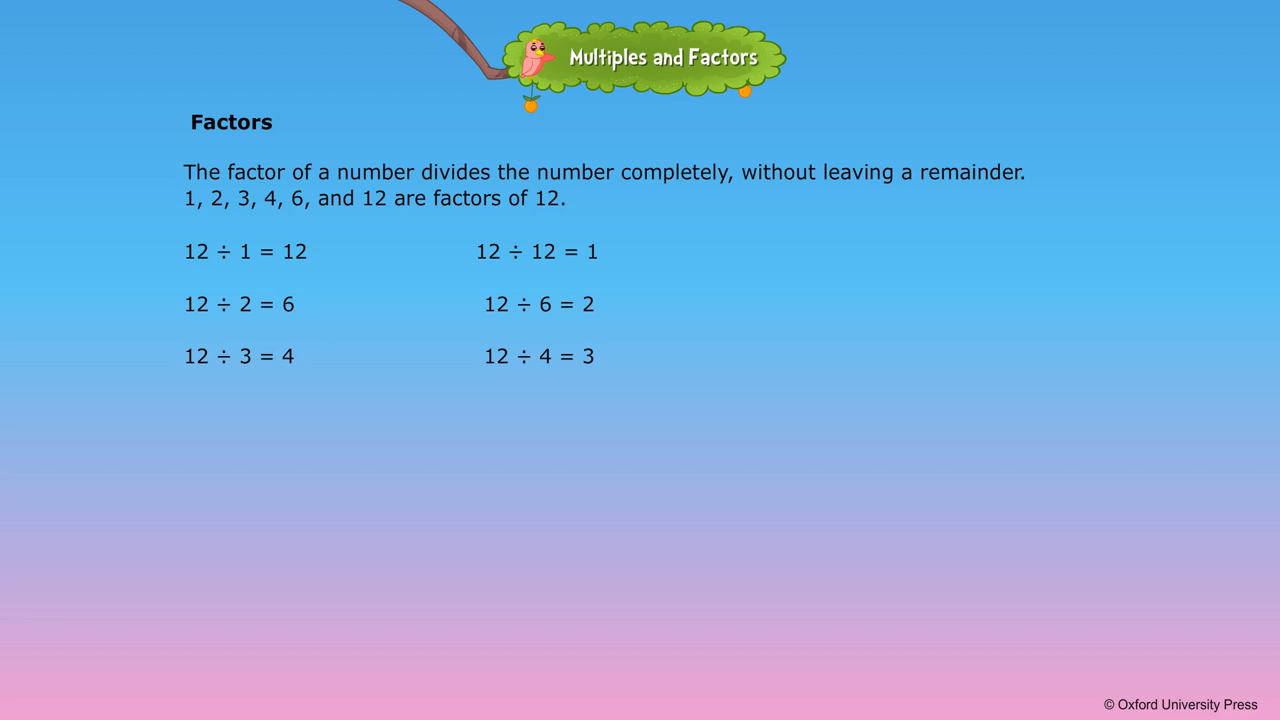 Multiples and Factors
Factors
The factor of a number divides the number completely, without leaving a remainder.
1, 2, 3, 4, 6, and 12 are factors of 12.
12 ÷ 1 = 12 12 ÷ 12 = 1
12 ÷ 2 = 6 12 ÷ 6 = 2
12 ÷ 3 = 4 12 ÷ 4 = 3
© Oxford University Press